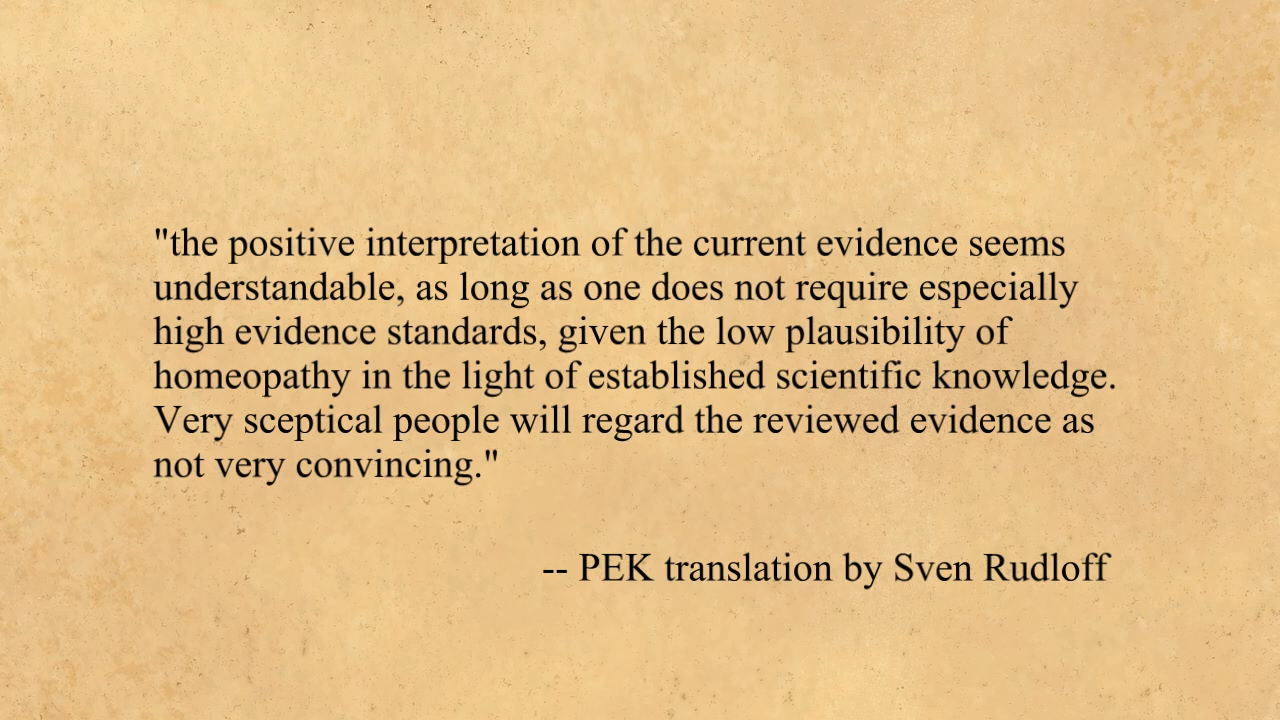 "the positive interpretation of the current evidence seems
understandable, as long as one does not require especially
high evidence standards, given the low plausibility of
homeopathy in the light of established scientific knowledge.
Very sceptical people will regard the reviewed evidence as
not very convincing."
-- PEK translation by Sven Rudloff